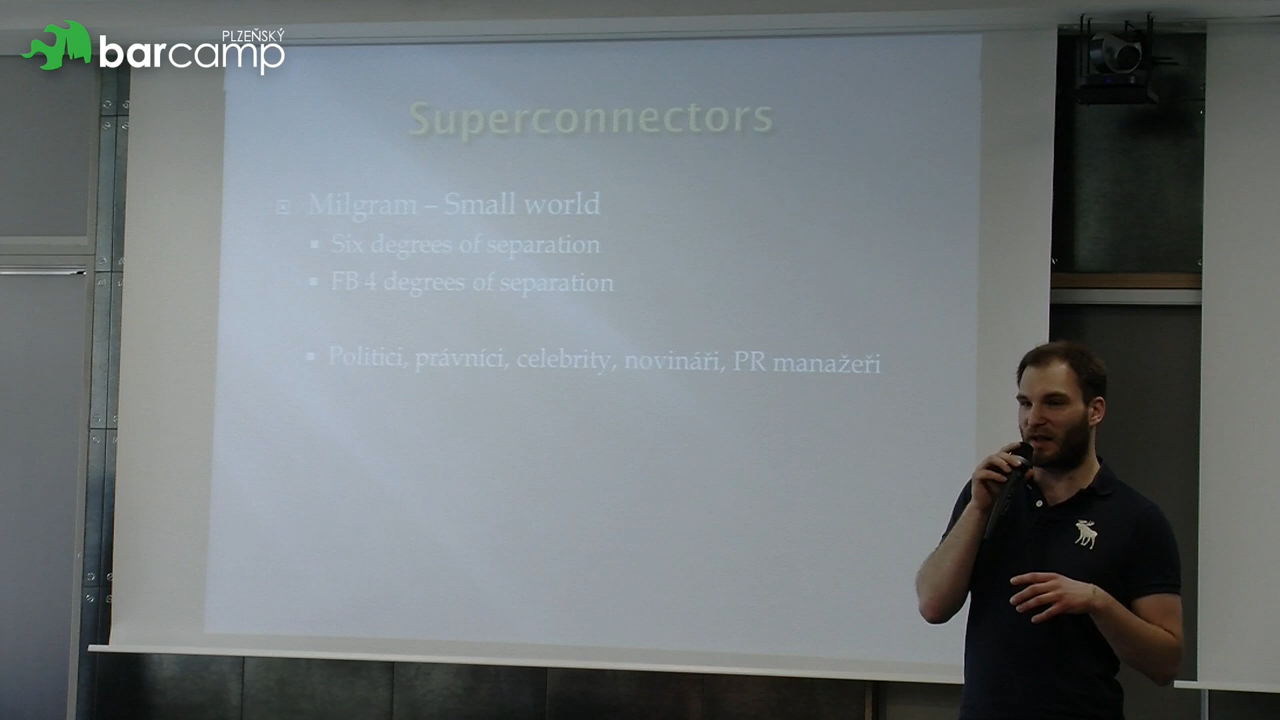 PLZEŇSKÝ
barcamp
Superconnectors
Milgram – Small world
Six degrees of separation
FB 4 degrees of separation
Politici, právníci, celebrity, novináři, PR manažeři